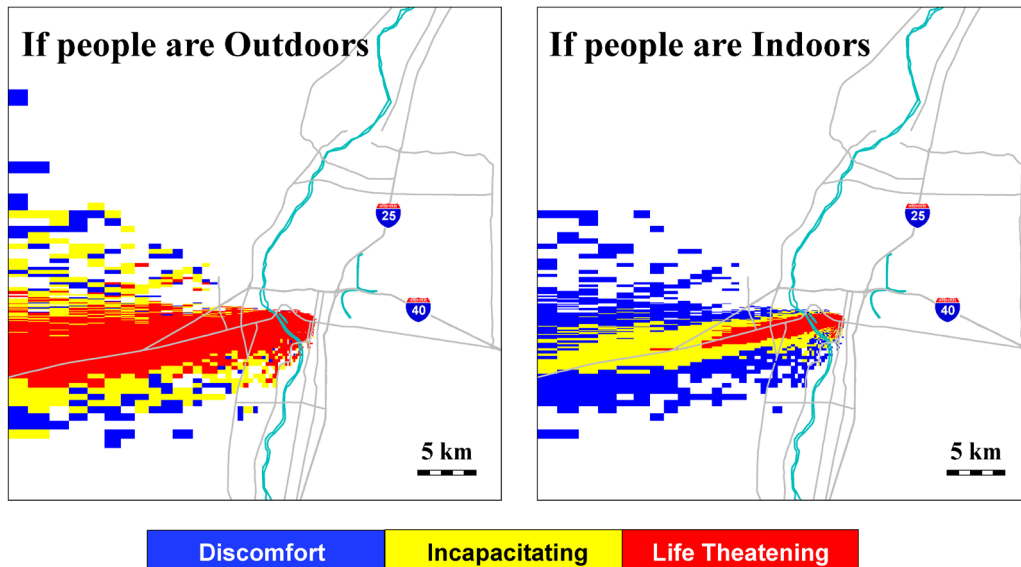 If people are Outdoors
25
40
5 km
If people are Indoors
25
40
5 km
Discomfort
Incapacitating
Life Theatening